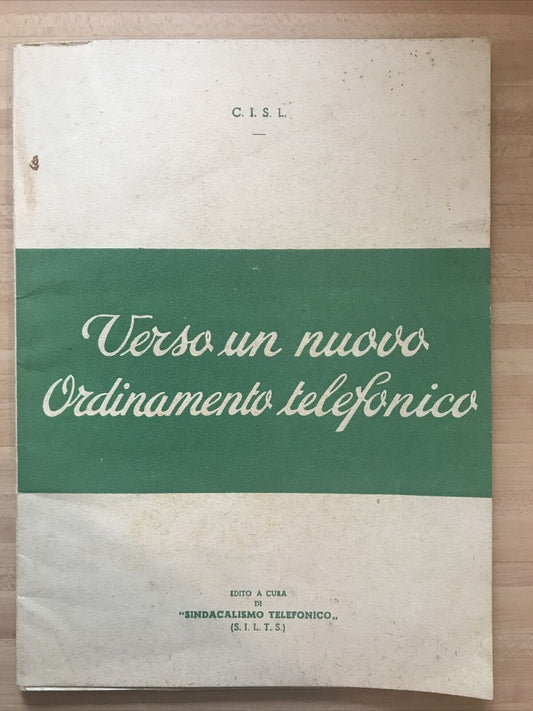 C. I. S. L.
Verso un nuovo
Ordinamento telefonico
EDITO A CURA
DI
“SINDACALISMO TELEFONICO„
(S. I. L. T. S.)